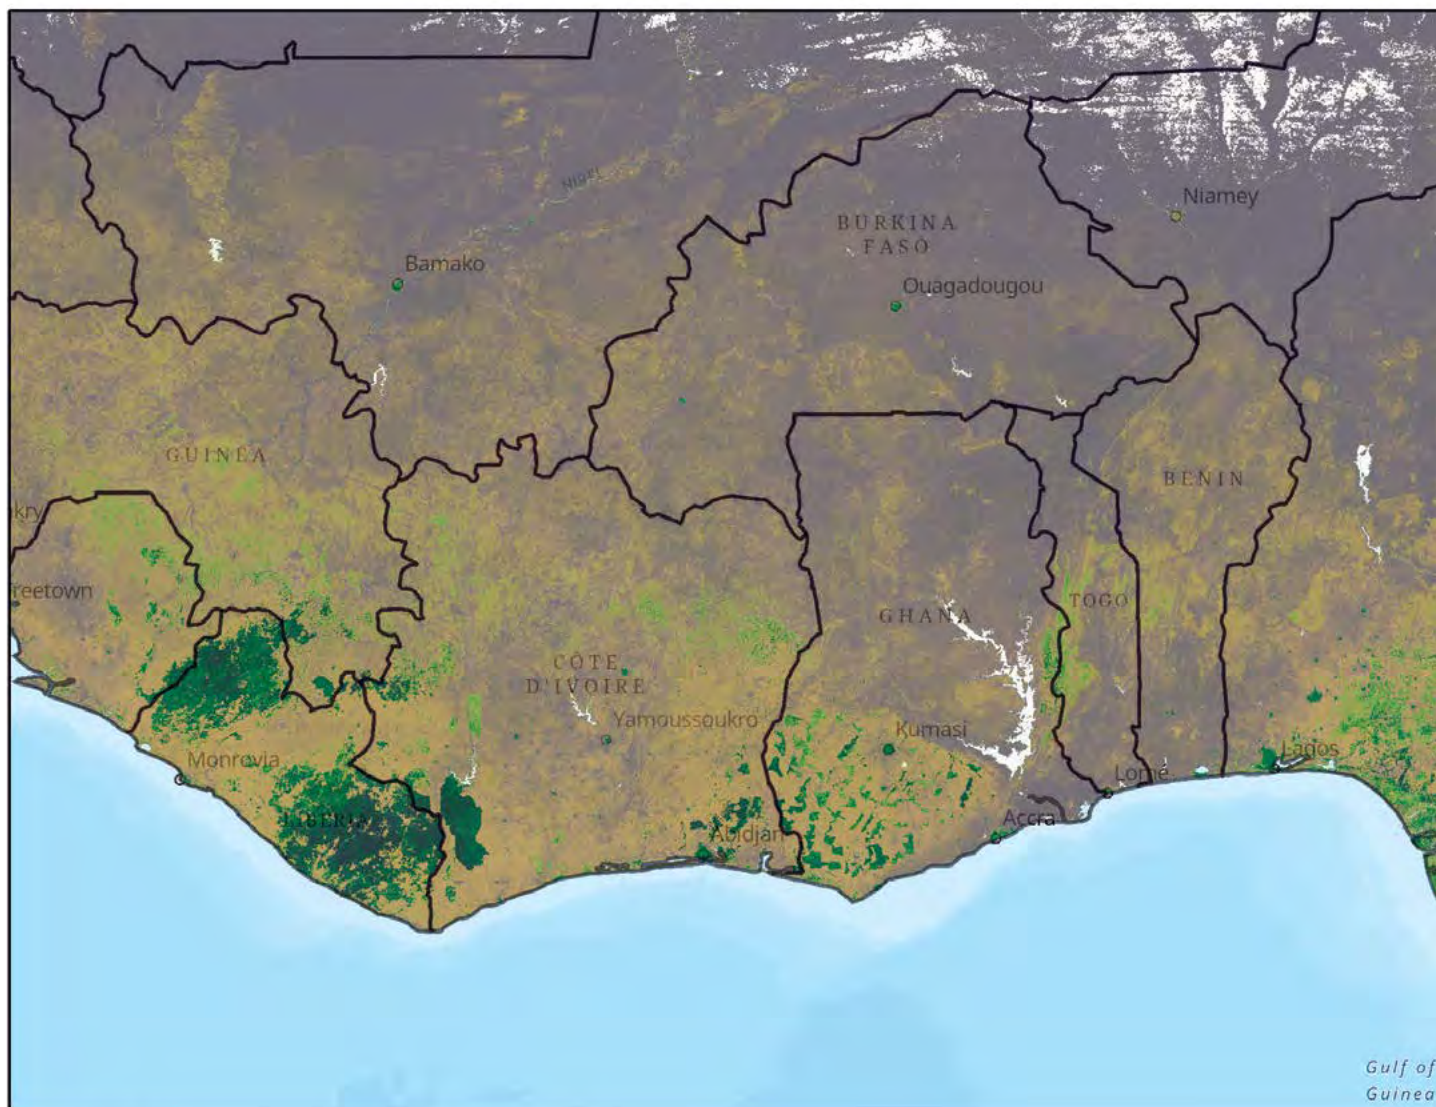 Niamey
NIGER
BURKINA
FASO
Bamako
Ouagadougou
GUINEA
BENIN
kry
reetown
TOGO
GHANA
CÔTE
D'IVOIRE
Yamoussoukro
Kumasi
Lagos
Monrovia
Lomé
LIBERIA
Abidjan
Accra
Gulf of
Guinea